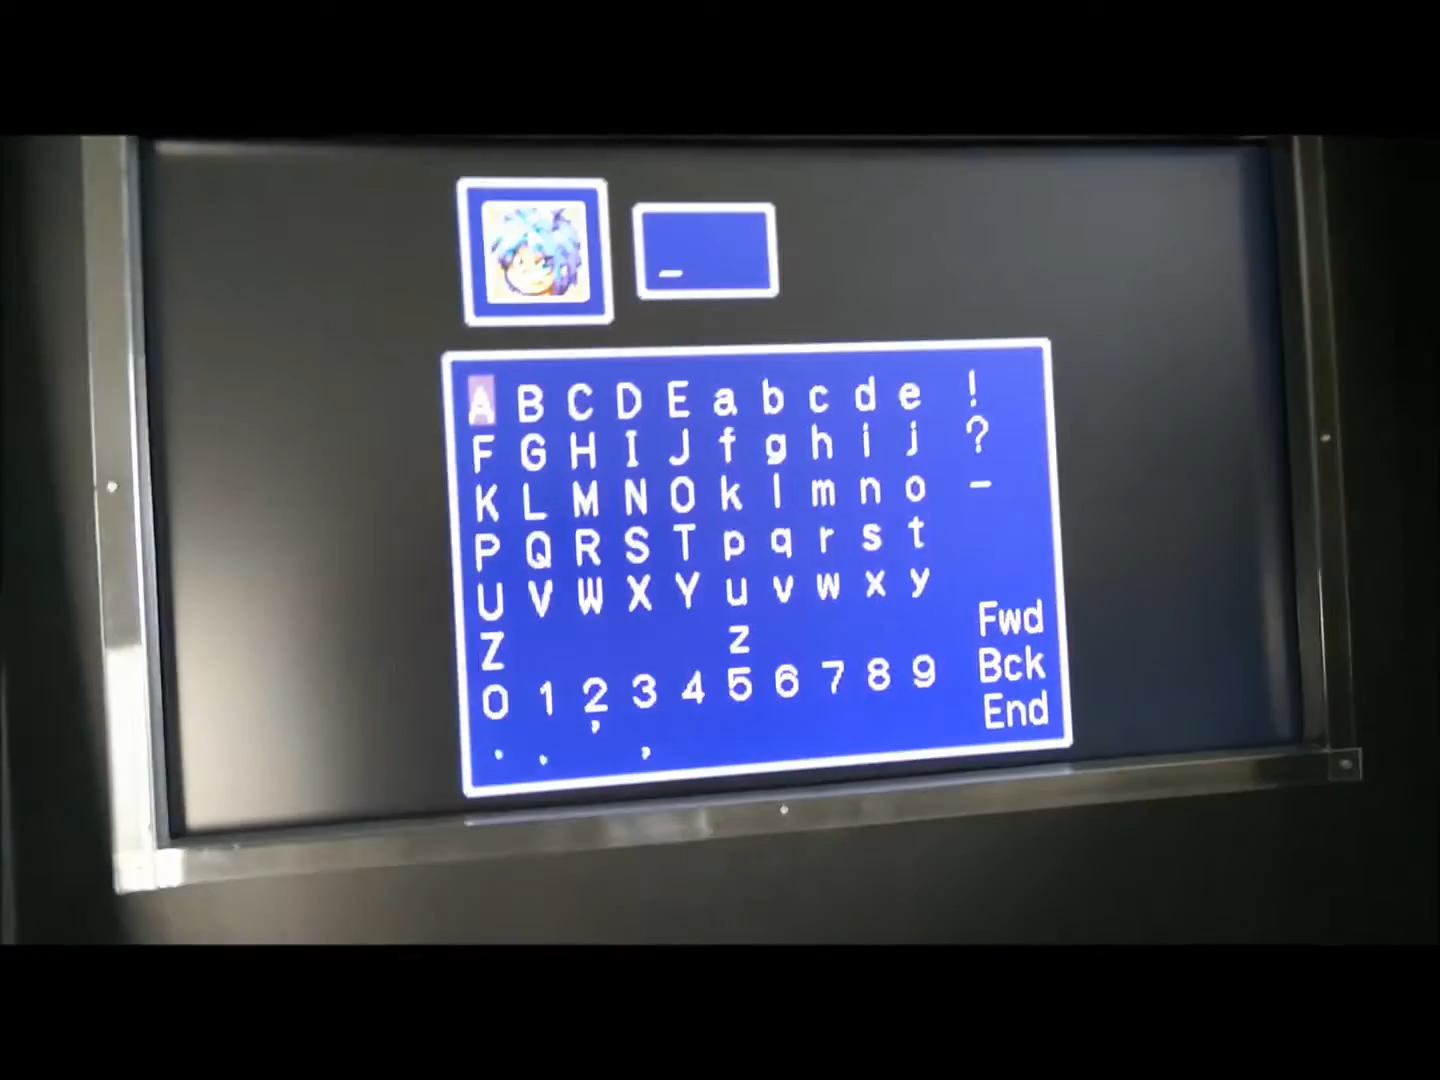 _
A B C D E a b c d e !
F G H I J f g h i j ?
K L M N O k l m n o -
P Q R S T p q r s t
U V W X Y u v w x y
Z z
Fwd
Bck
0 1 2 3 4 5 6 7 8 9
End